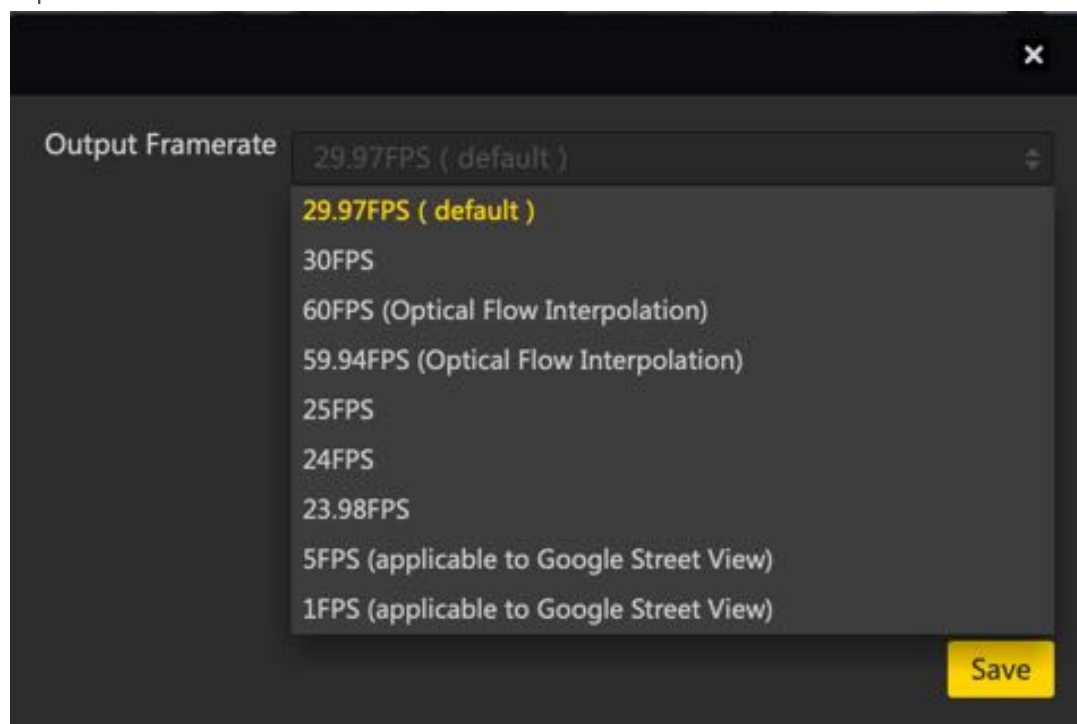 Output Framerate
29.97FPS ( default )
29.97FPS ( default )
30FPS
60FPS (Optical Flow Interpolation)
59.94FPS (Optical Flow Interpolation)
25FPS
24FPS
23.98FPS
5FPS (applicable to Google Street View)
1FPS (applicable to Google Street View)
Save